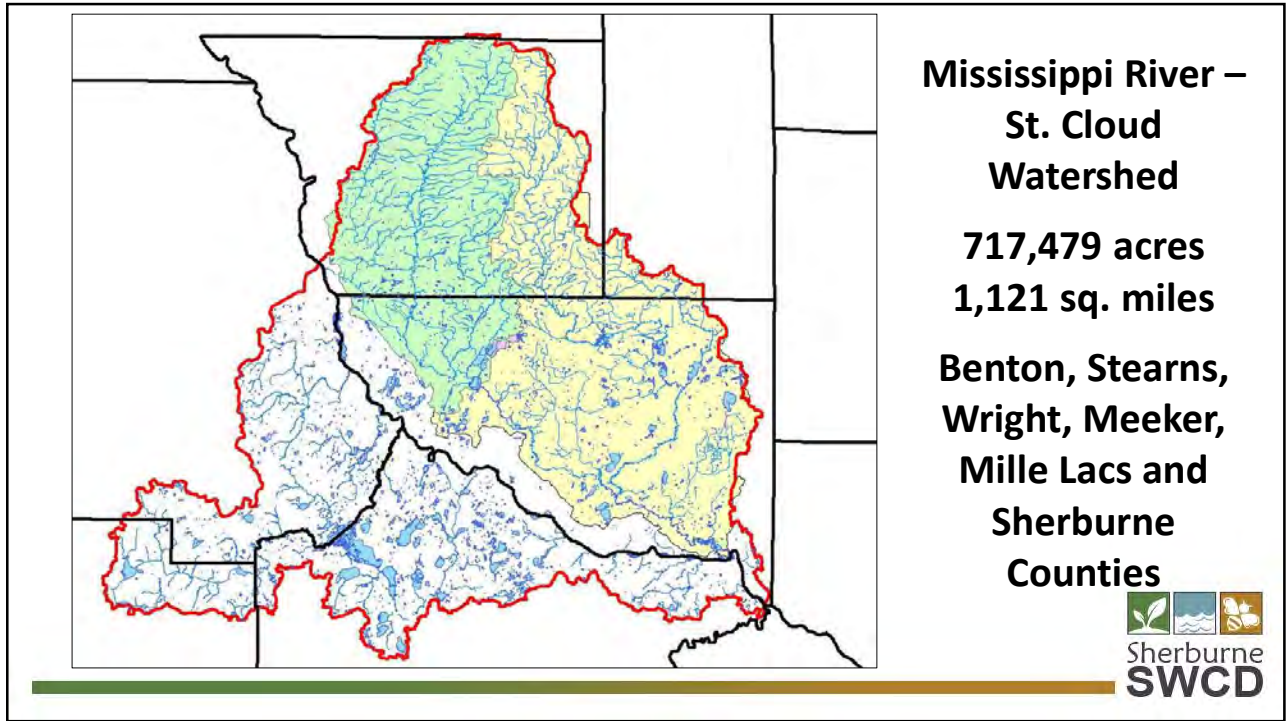 Mississippi River –
St. Cloud
Watershed
717,479 acres
1,121 sq. miles
Benton, Stearns,
Wright, Meeker,
Mille Lacs and
Sherburne
Counties
Sherburne
SWCD